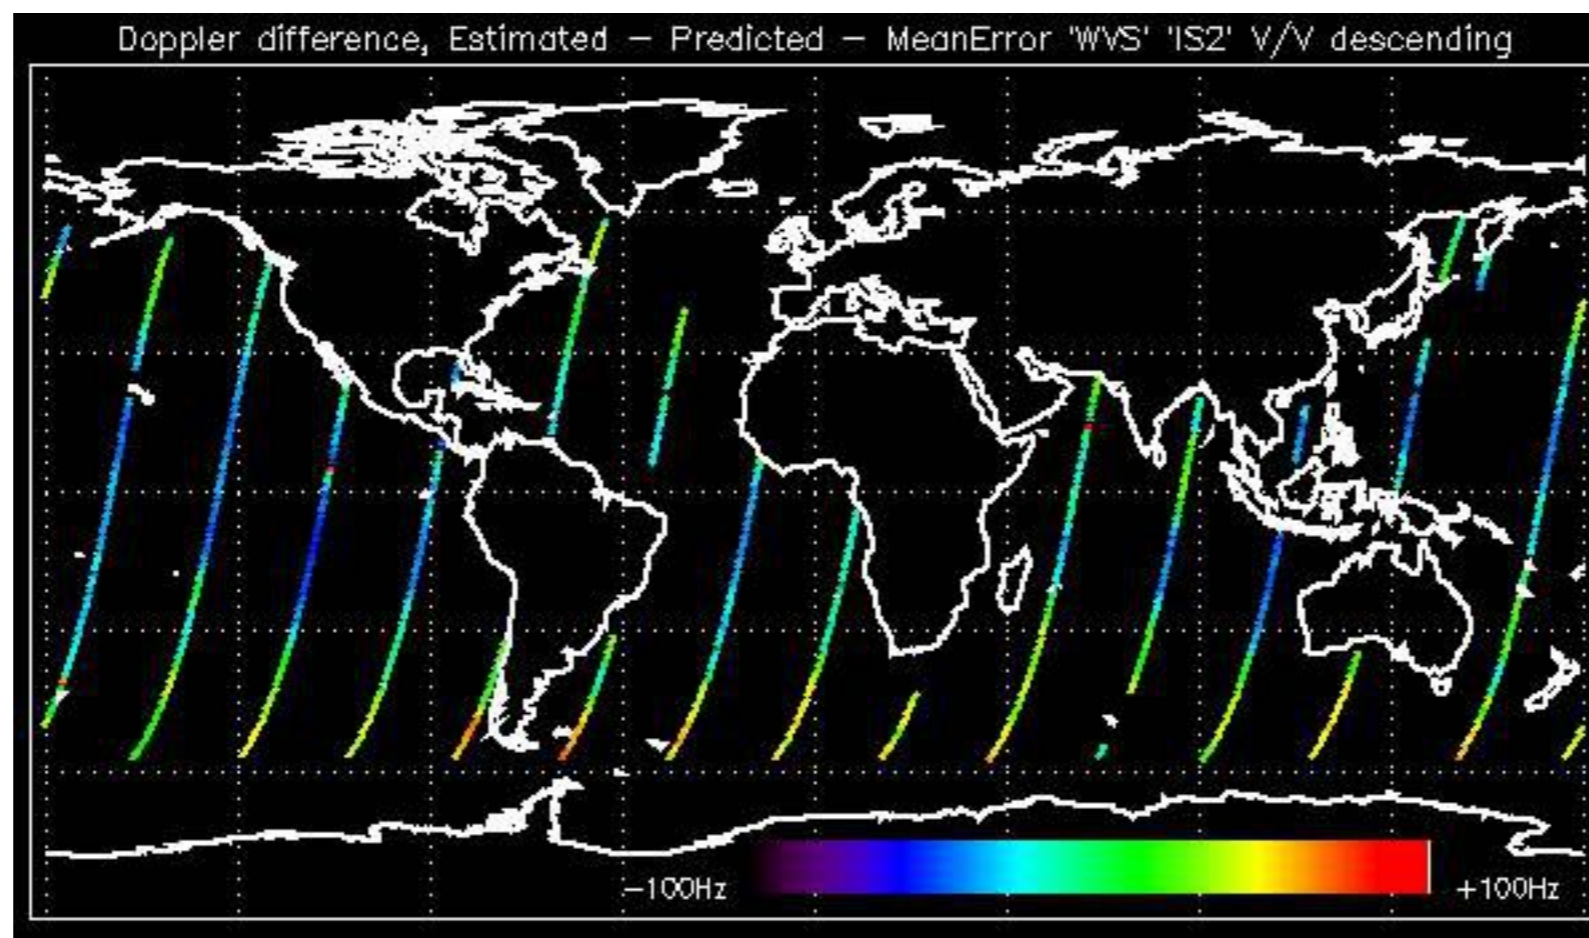 Doppler difference, Estimated – Predicted – MeanError 'WVS' 'IS2' V/V descending
−100Hz
+100Hz